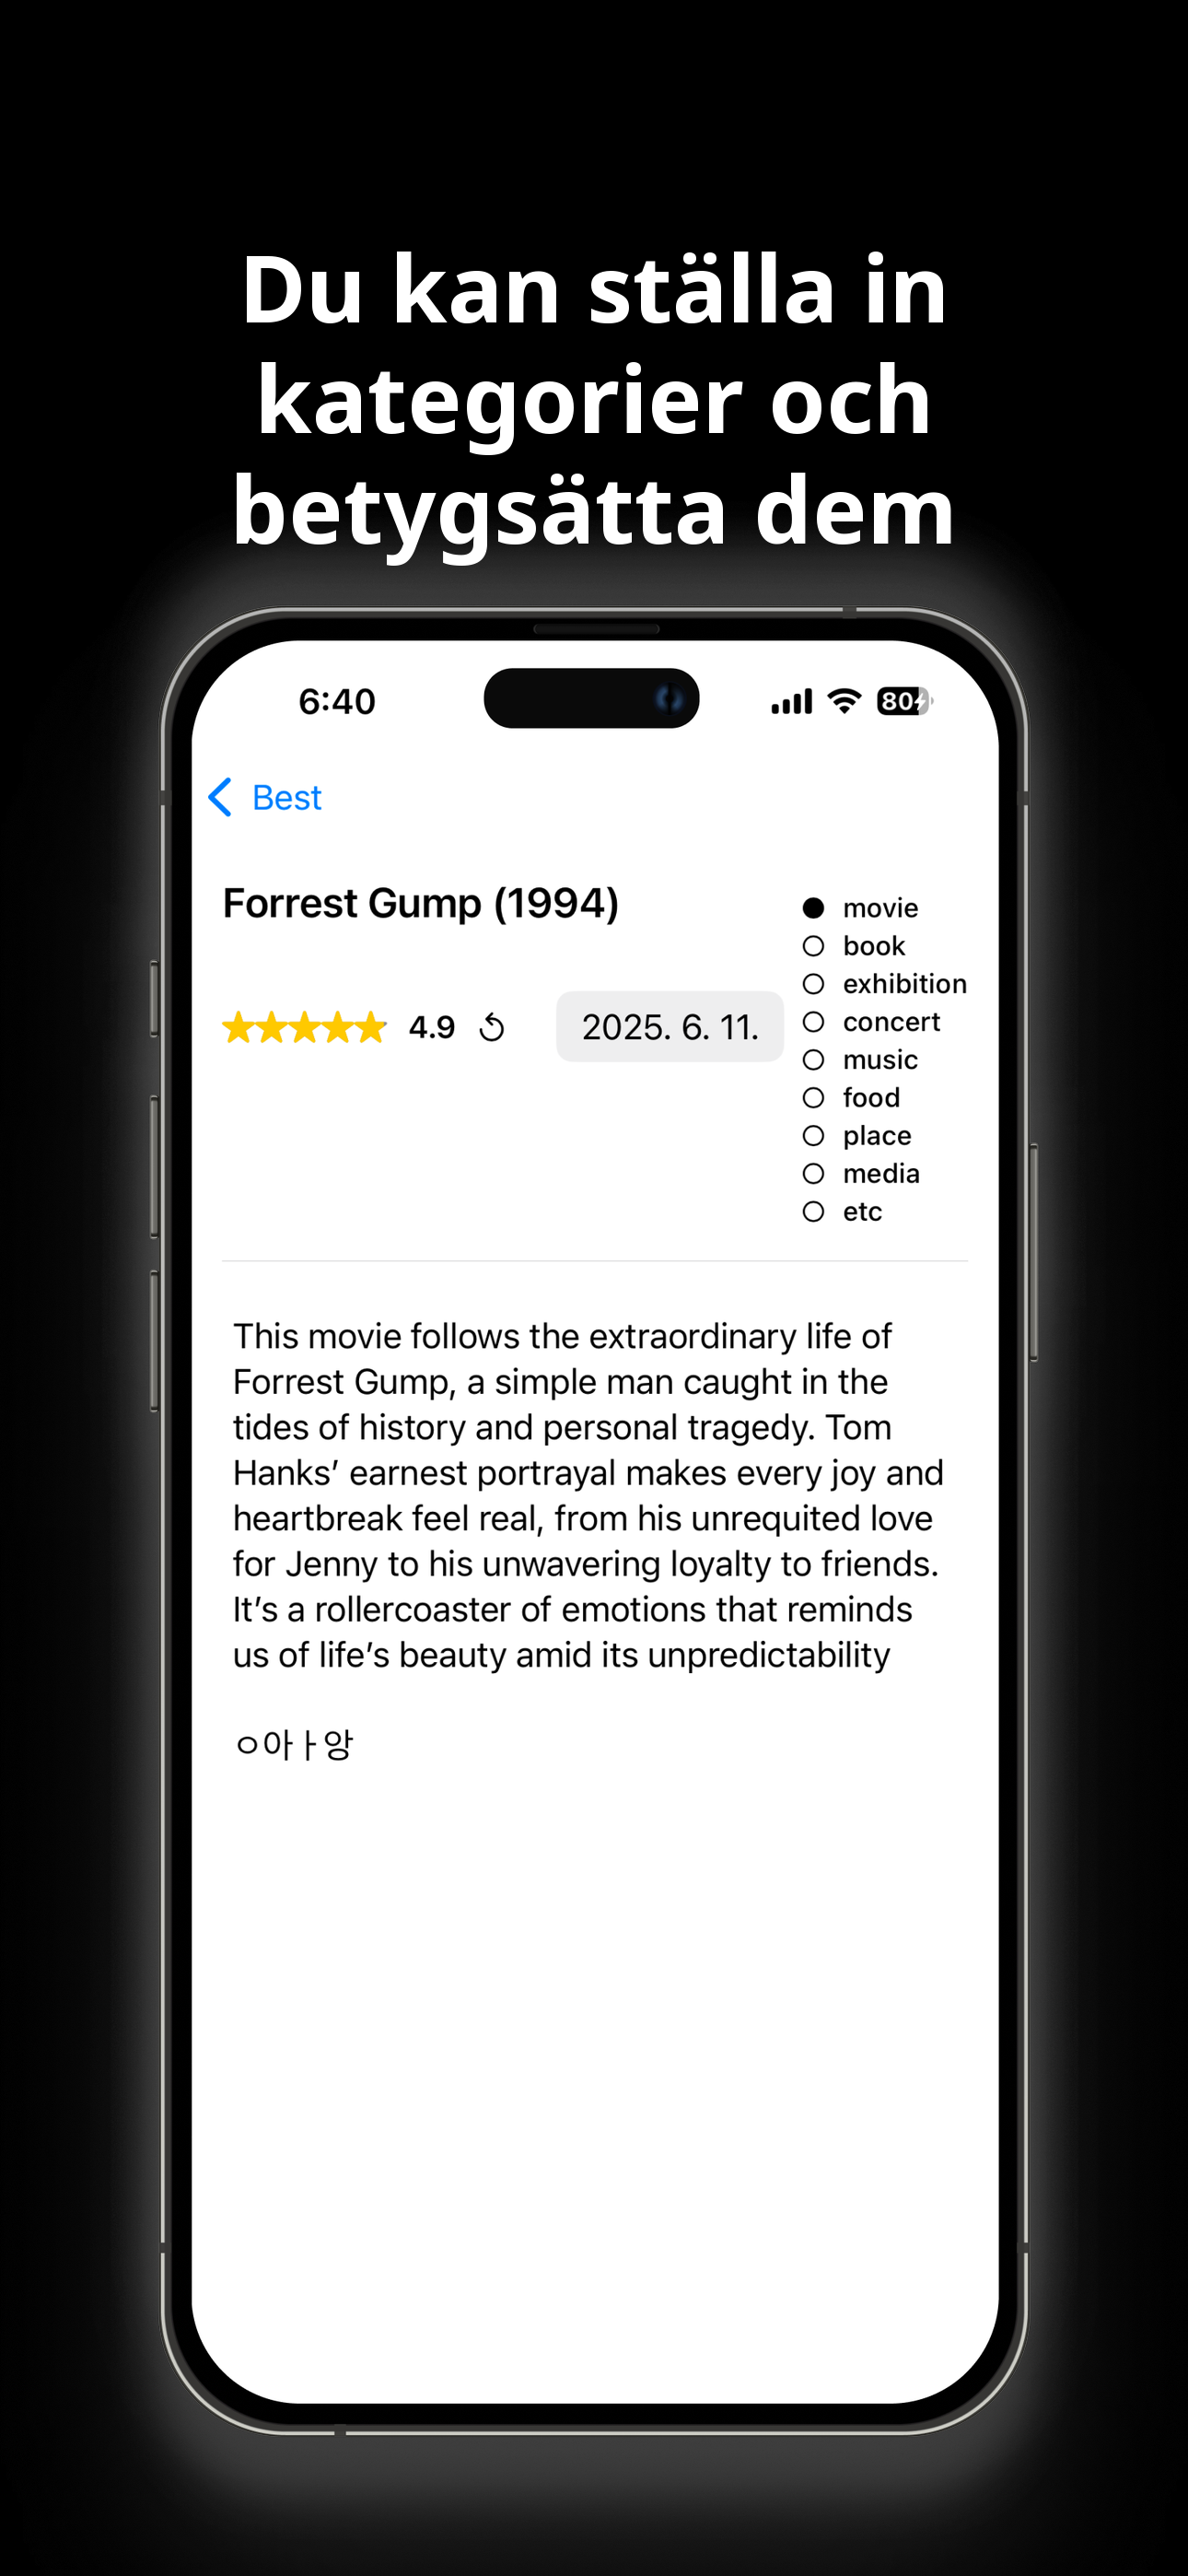 Du kan ställa in
kategorier och
betygsätta dem
6:40
80
Best
Forrest Gump (1994)
4.9
2025. 6. 11.
movie
book
exhibition
concert
music
food
place
media
etc
This movie follows the extraordinary life of
Forrest Gump, a simple man caught in the
tides of history and personal tragedy. Tom
Hanks’ earnest portrayal makes every joy and
heartbreak feel real, from his unrequited love
for Jenny to his unwavering loyalty to friends.
It’s a rollercoaster of emotions that reminds
us of life’s beauty amid its unpredictability
ㅇ아ㅏ앙